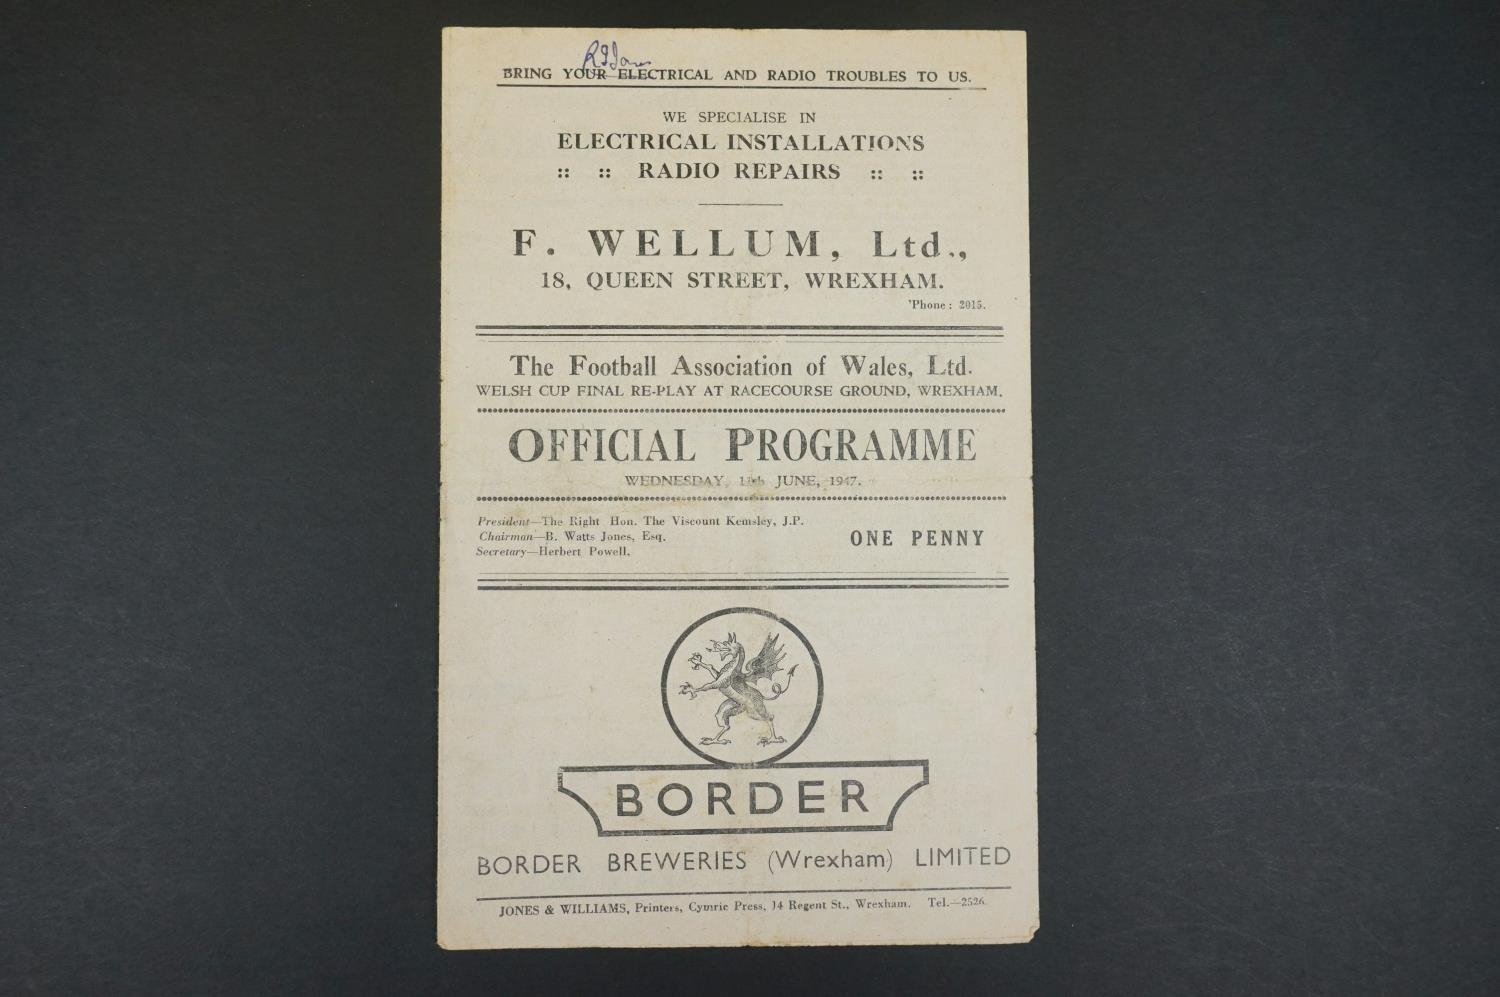 R I Jones
BRING YOUR ELECTRICAL AND RADIO TROUBLES TO US.
WE SPECIALISE IN
ELECTRICAL INSTALLATIONS
:: :: RADIO REPAIRS :: ::
F. WELLUM, Ltd.,
18, QUEEN STREET, WREXHAM.
'Phone: 2015.
The Football Association of Wales, Ltd.
WELSH CUP FINAL RE-PLAY AT RACECOURSE GROUND, WREXHAM.
OFFICIAL PROGRAMME
WEDNESDAY, 11th JUNE, 1947.
President—The Right Hon. The Viscount Kemsley, J.P.
Chairman—B. Watts Jones, Esq.
ONE PENNY
Secretary—Herbert Powell.
BORDER
BORDER BREWERIES (Wrexham) LIMITED
JONES & WILLIAMS, Printers, Cymric Press, 14 Regent St., Wrexham. Tel.—2526.